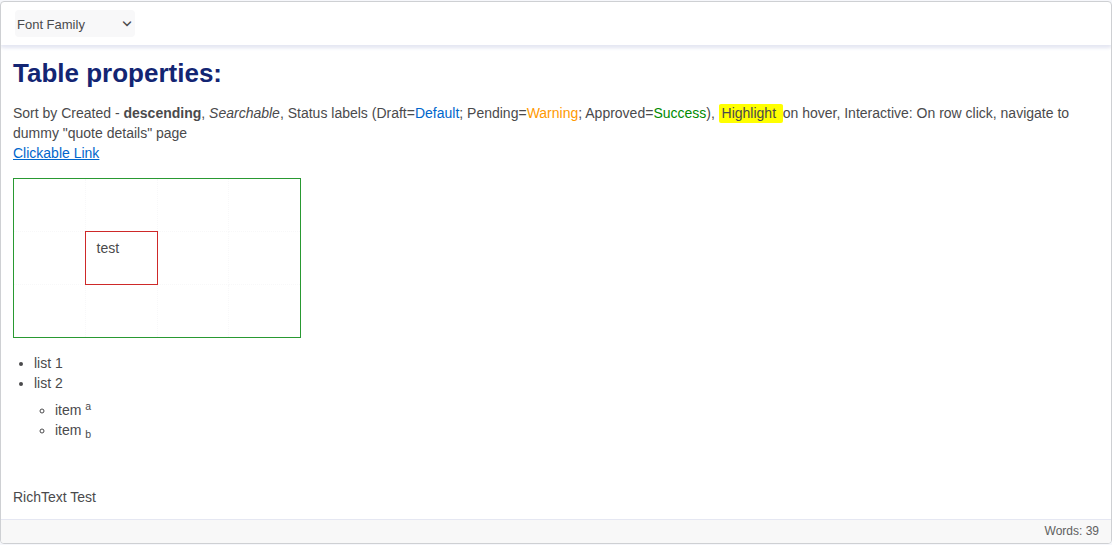 Font Family
Table properties:
Sort by Created - descending, Searchable, Status labels (Draft=Default; Pending=Warning; Approved=Success), Highlight on hover, Interactive: On row click, navigate to
dummy "quote details" page
Clickable Link
test
list 1
list 2
item a
item b
RichText Test
Words: 39